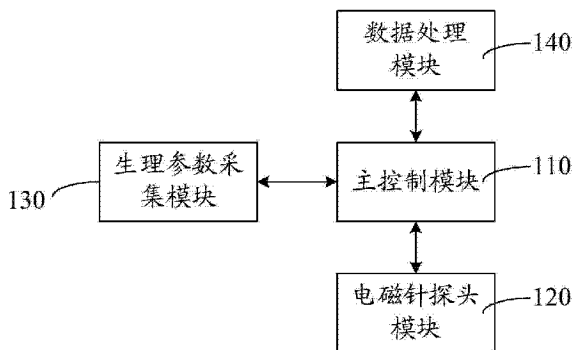 数据处理
模块
140
生理参数采
集模块
130
主控制模块
110
电磁针探头
模块
120